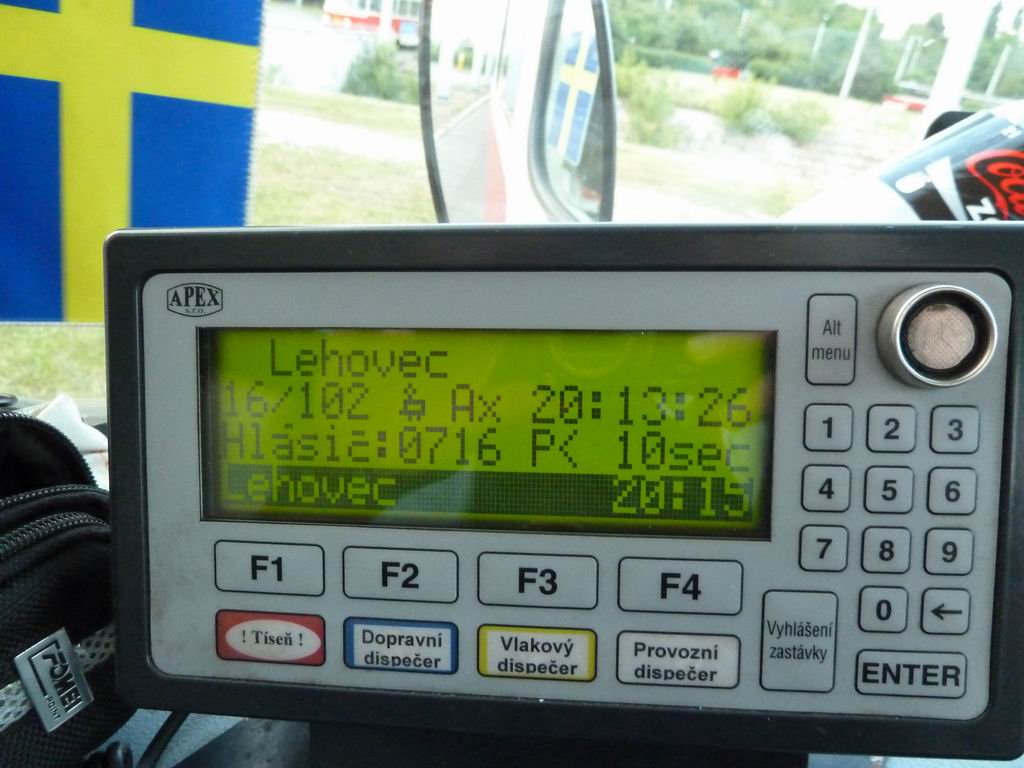 APEX
s.r.o.
Lehovec
16/102 & Ax 20:13:26
Hlásič:0716 P< 10sec
Lehovec 20:15
Alt
menu
1 2 3
4 5 6
7 8 9
0 ←
ENTER
F1 F2 F3 F4
! Tíseň !
Dopravní
dispečer
Vlakový
dispečer
Provozní
dispečer
Vyhlášení
zastávky
FOMEI
POINT